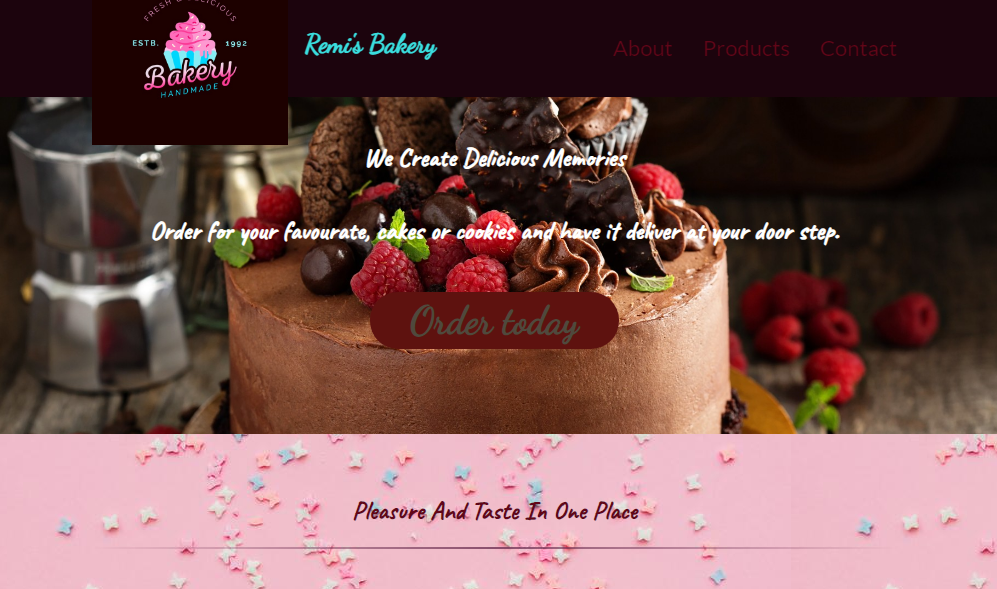 FRESH & DELICIOUS
ESTB. 1992
Bakery
HANDMADE
Remi's Bakery
About Products Contact
We Create Delicious Memories
Order for your favourate, cakes or cookies and have it deliver at your door step.
Order today
Pleasure And Taste In One Place